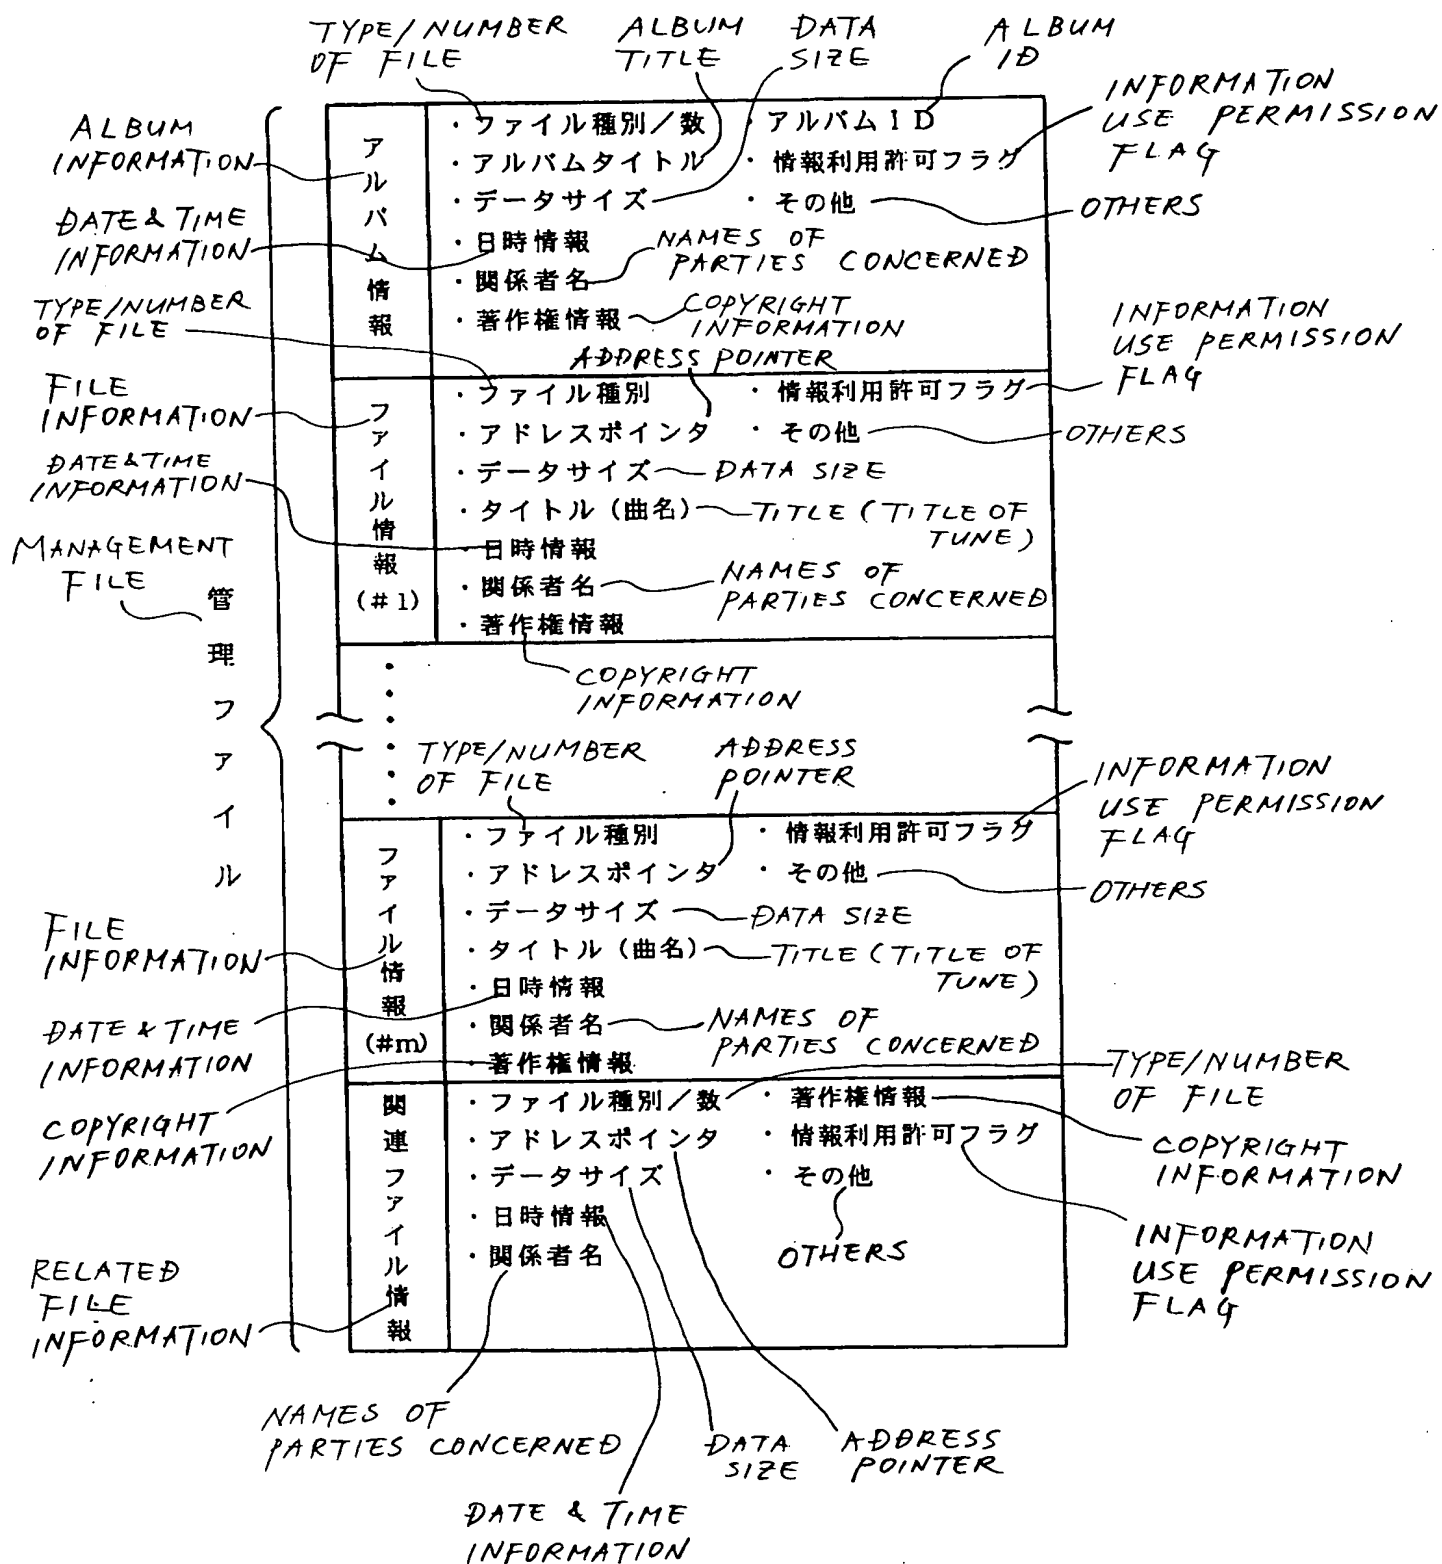 TYPE/NUMBER
OF FILE
ALBUM
TITLE
DATA
SIZE
ALBUM
ID
INFORMATION
USE PERMISSION
FLAG
ALBUM
INFORMATION
アルバム情報
・ファイル種別/数
・アルバムID
・アルバムタイトル
・情報利用許可フラグ
・データサイズ
・その他
OTHERS
DATE & TIME
INFORMATION
・日時情報
NAMES OF
PARTIES CONCERNED
・関係者名
・著作権情報
COPYRIGHT
INFORMATION
TYPE/NUMBER
OF FILE
ADDRESS POINTER
INFORMATION
USE PERMISSION
FLAG
FILE
INFORMATION
ファイル情報
(#1)
・ファイル種別
・情報利用許可フラグ
・アドレスポインタ
・その他
OTHERS
DATE & TIME
INFORMATION
・データサイズ
DATA SIZE
・タイトル(曲名)
TITLE (TITLE OF
TUNE)
・日時情報
・関係者名
NAMES OF
PARTIES CONCERNED
・著作権情報
COPYRIGHT
INFORMATION
MANAGEMENT
FILE
管理ファイル
TYPE/NUMBER
OF FILE
ADDRESS
POINTER
INFORMATION
USE PERMISSION
FLAG
FILE
INFORMATION
ファイル情報
(#m)
・ファイル種別
・情報利用許可フラグ
・アドレスポインタ
・その他
OTHERS
・データサイズ
DATA SIZE
・タイトル(曲名)
TITLE (TITLE OF
TUNE)
・日時情報
DATE & TIME
INFORMATION
・関係者名
NAMES OF
PARTIES CONCERNED
・著作権情報
COPYRIGHT
INFORMATION
TYPE/NUMBER
OF FILE
関連ファイル情報
・ファイル種別/数
・著作権情報
COPYRIGHT
INFORMATION
・アドレスポインタ
・情報利用許可フラグ
・データサイズ
・その他
OTHERS
INFORMATION
USE PERMISSION
FLAG
・日時情報
・関係者名
RELATED
FILE
INFORMATION
NAMES OF
PARTIES CONCERNED
DATA
SIZE
ADDRESS
POINTER
DATE & TIME
INFORMATION